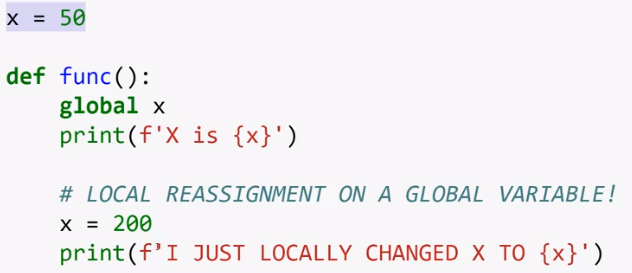 x = 50
def func():
    global x
    print(f'X is {x}')
    # LOCAL REASSIGNMENT ON A GLOBAL VARIABLE!
    x = 200
    print(f'I JUST LOCALLY CHANGED X TO {x}')